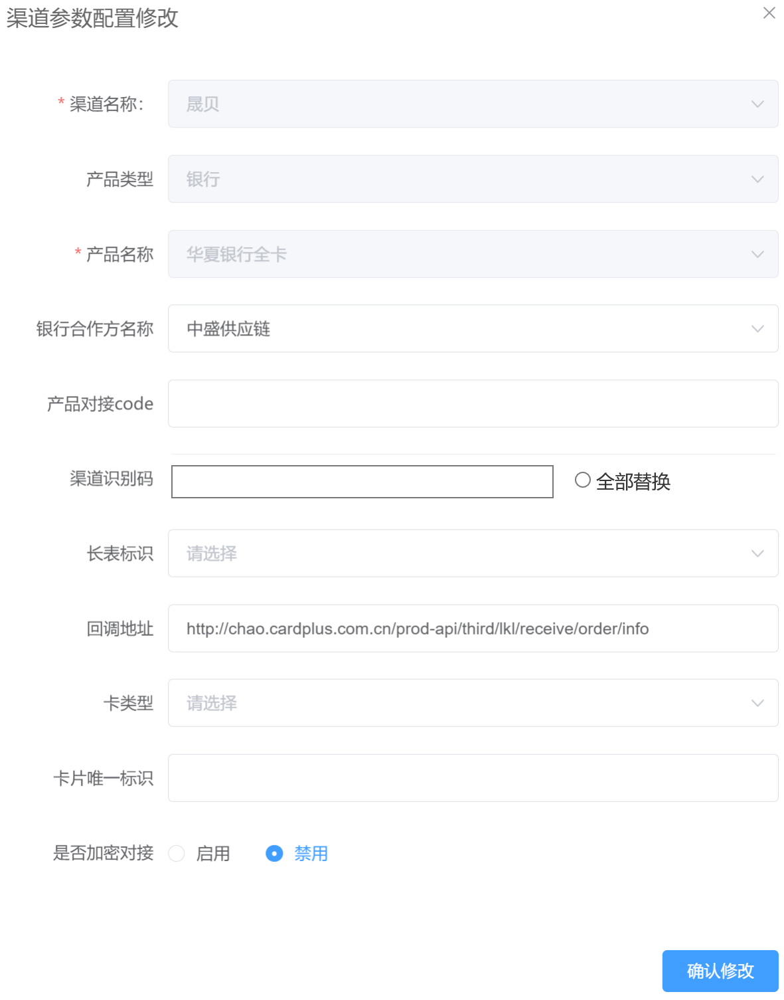 渠道参数配置修改
* 渠道名称: 晟贝
产品类型 银行
* 产品名称 华夏银行全卡
银行合作方名称 中盛供应链
产品对接code
渠道识别码 全部替换
长表标识 请选择
回调地址 http://chao.cardplus.com.cn/prod-api/third/lkl/receive/order/info
卡类型 请选择
卡片唯一标识
是否加密对接 启用 禁用
确认修改